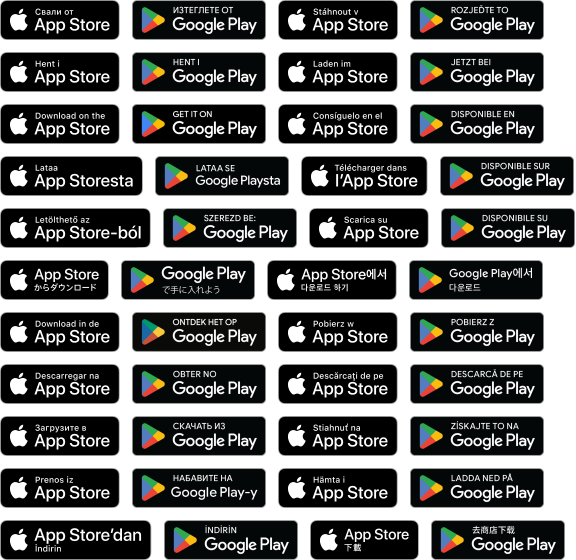 Свали от
App Store
ИЗТЕГЛЕТЕ ОТ
Google Play
Stáhnout v
App Store
ROZJEĎTE TO
Google Play
Hent i
App Store
HENT I
Google Play
Laden im
App Store
JETZT BEI
Google Play
Download on the
App Store
GET IT ON
Google Play
Consíguelo en el
App Store
DISPONIBLE EN
Google Play
Lataa
App Storesta
LATAA SE
Google Playsta
Télécharger dans
l'App Store
DISPONIBLE SUR
Google Play
Letölthető az
App Store-ból
SZEREZD BE:
Google Play
Scarica su
App Store
DISPONIBILE SU
Google Play
App Store
からダウンロード
Google Play
で手に入れよう
App Store에서
다운로드 하기
Google Play에서
다운로드
Download in de
App Store
ONTDEK HET OP
Google Play
Pobierz w
App Store
POBIERZ Z
Google Play
Descarregar na
App Store
OBTER NO
Google Play
Descărcați de pe
App Store
DESCARCĂ DE PE
Google Play
Загрузите в
App Store
СКАЧАТЬ ИЗ
Google Play
Stiahnuť na
App Store
ZÍSKAJTE TO NA
Google Play
Prenos iz
App Store
НАБАВИТЕ НА
Google Play-у
Hämta i
App Store
LADDA NED PÅ
Google Play
App Store'dan
İndirin
İNDİRİN
Google Play
App Store
下載
去商店下载
Google Play